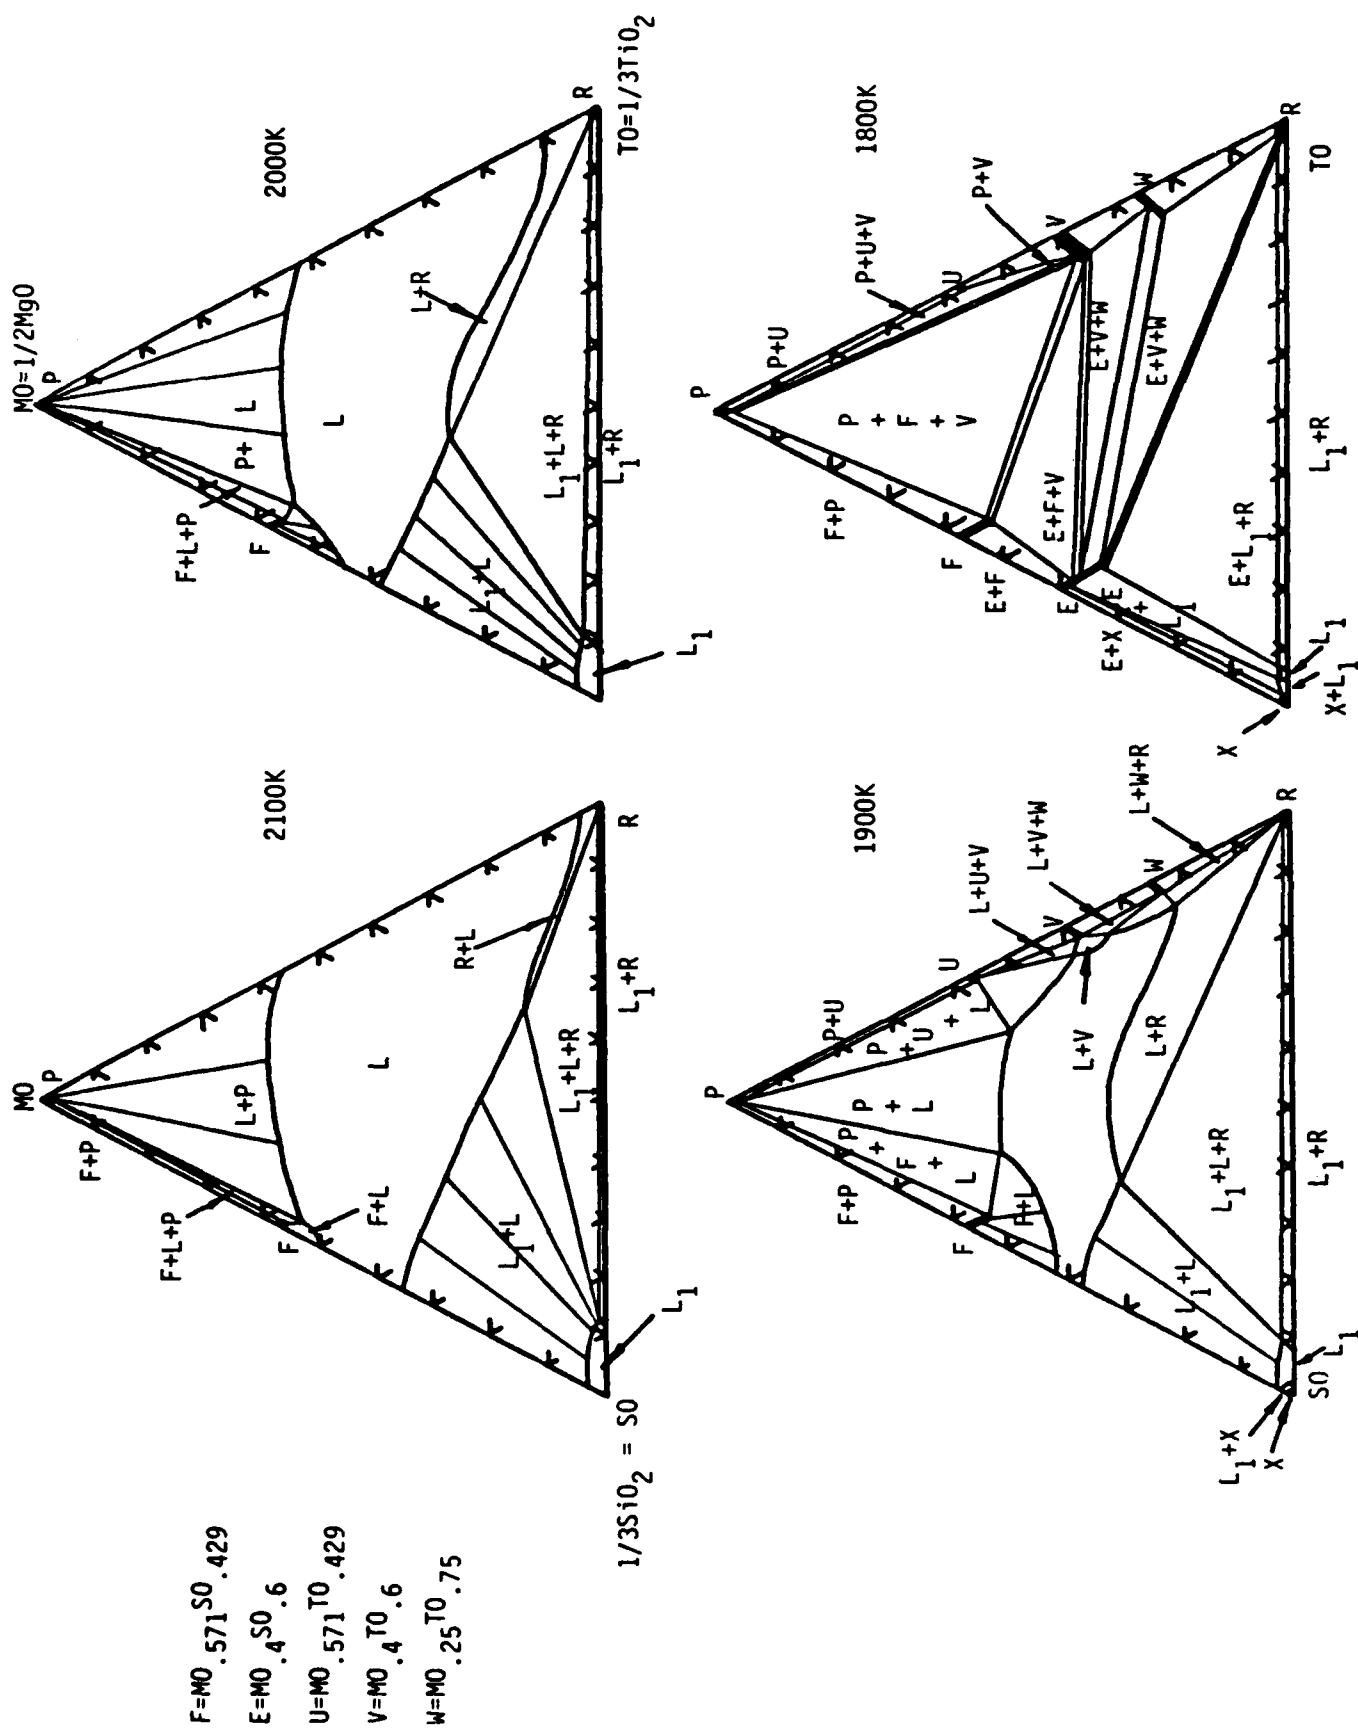 F=MO.571SO.429
E=MO.4SO.6
U=MO.571TO.429
V=MO.4TO.6
W=MO.25TO.75
2100K
MO
P
F+P
F+L+P
L+P
F
F+L
L
R+L
L1+L
L1+L+R
L1+R
R
L1
1/3SiO2 = SO
2000K
MO=1/2MgO
P
F+L+P
P+
L
F
L
L+R
L1+L
L1+L+R
L1+R
R
L1
TO=1/3TiO2
1900K
P
F+P
P+U
P
+
F
+
L
P
+
L
P
+U
+
L
U
L+U+V
L+V+W
L+W+R
F
F+L
V
W
L+V
L+R
L1+L
L1+L+R
L1+R
R
SO
L1
L1+X
X
1800K
P
F+P
P+U
P+U+V
P+V
P
+
F
+
V
U
V
W
F
E+F
E+F+V
E+V+W
E+V+W
E
E+X
E
+
L1
E+L1+R
L1+R
R
TO
L1
X+L1
X